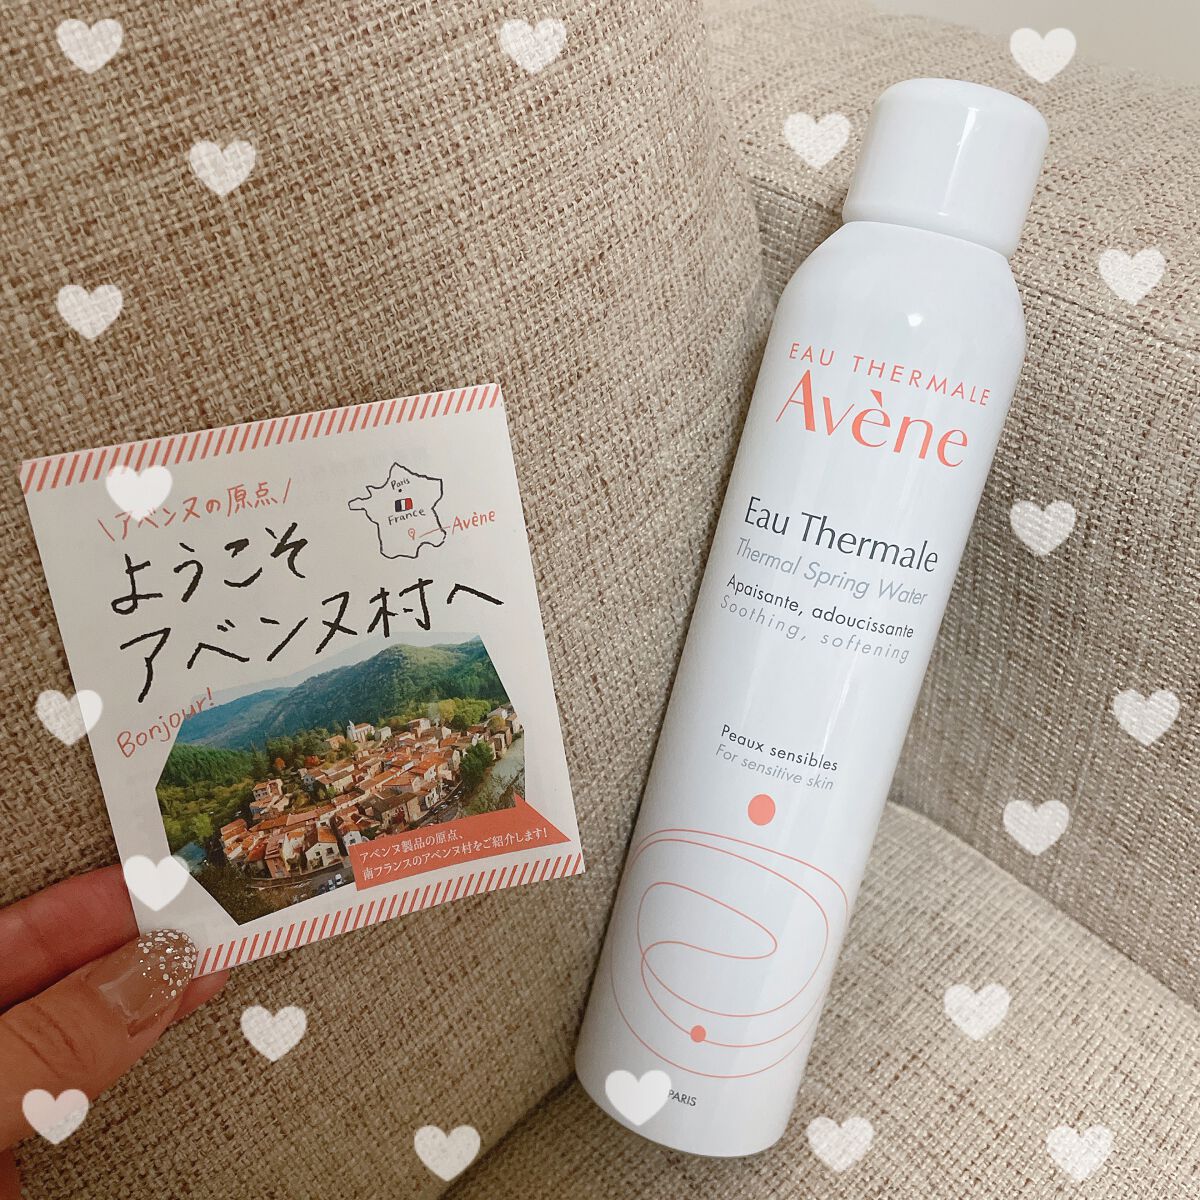 \アベンヌの原点/
ようこそ
アベンヌ村へ
Paris
France
Avène
Bonjour!
アベンヌ製品の原点、
南フランスのアベンヌ村をご紹介します!
EAU THERMALE
Avène
Eau Thermale
Thermal Spring Water
Apaisante, adoucissante
Soothing, softening
Peaux sensibles
For sensitive skin
PARIS